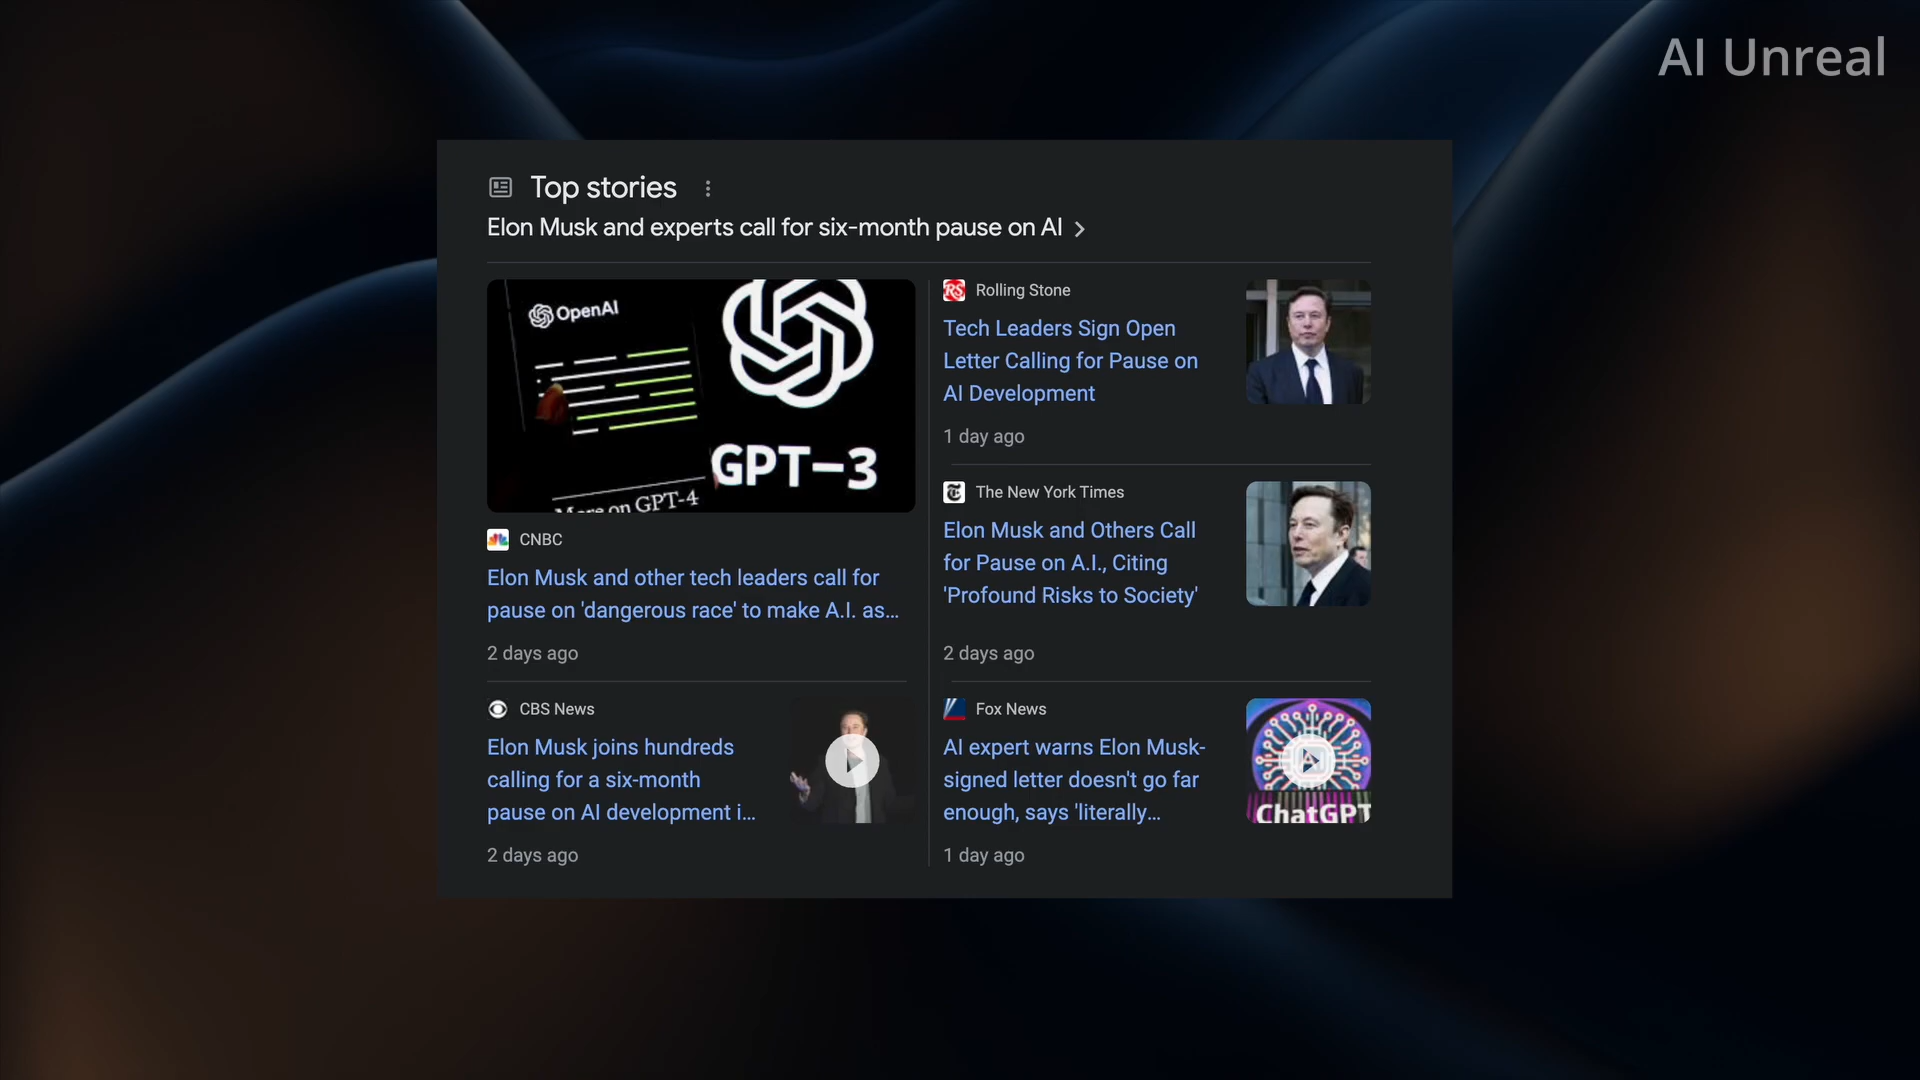 AI Unreal
Top stories
Elon Musk and experts call for six-month pause on AI
OpenAI
GPT-3
More on GPT-4
CNBC
Elon Musk and other tech leaders call for
pause on 'dangerous race' to make A.I. as...
2 days ago
CBS News
Elon Musk joins hundreds
calling for a six-month
pause on AI development i...
2 days ago
RS
Rolling Stone
Tech Leaders Sign Open
Letter Calling for Pause on
AI Development
1 day ago
The New York Times
Elon Musk and Others Call
for Pause on A.I., Citing
'Profound Risks to Society'
2 days ago
Fox News
AI expert warns Elon Musk-
signed letter doesn't go far
enough, says 'literally...
1 day ago
ChatGPT